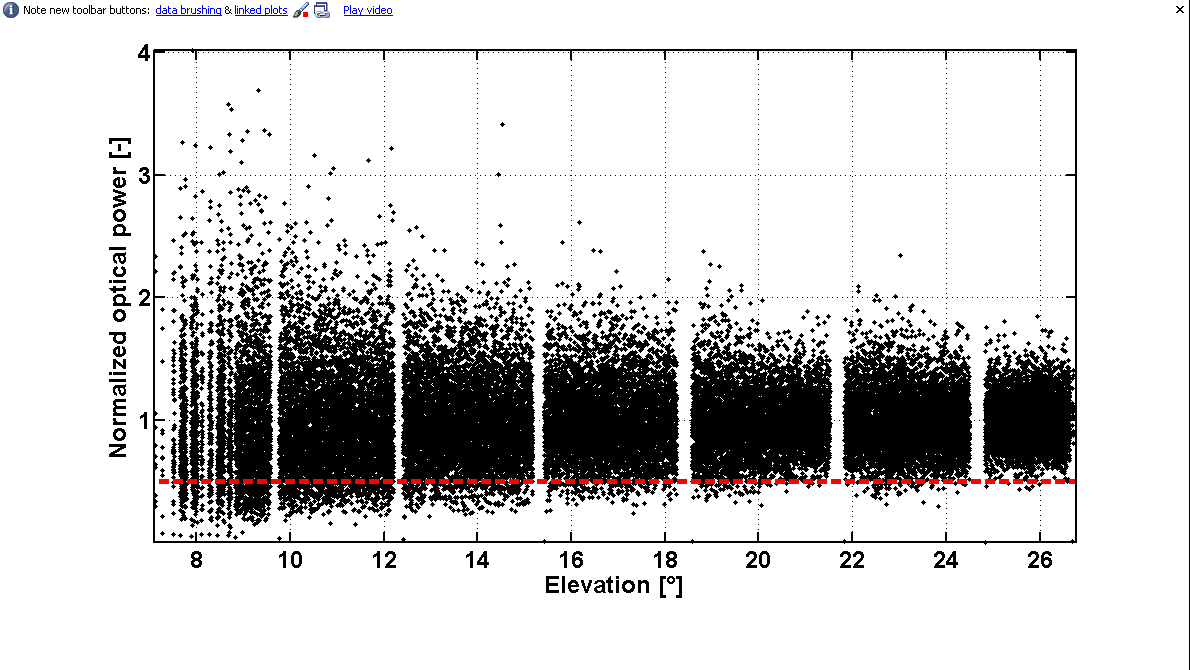 Note new toolbar buttons: data brushing & linked plots Play video
4
3
2
1
Normalized optical power [-]
8 10 12 14 16 18 20 22 24 26
Elevation [°]